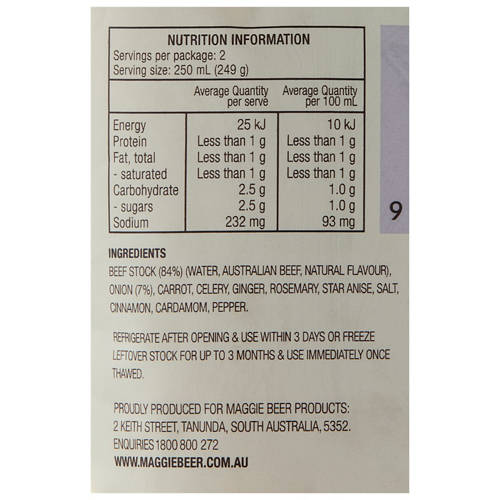 NUTRITION INFORMATION
Servings per package: 2
Serving size: 250 mL (249 g)
Average Quantity per serve Average Quantity per 100 mL
Energy 25 kJ 10 kJ
Protein Less than 1 g Less than 1 g
Fat, total Less than 1 g Less than 1 g
- saturated Less than 1 g Less than 1 g
Carbohydrate 2.5 g 1.0 g
- sugars 2.5 g 1.0 g
Sodium 232 mg 93 mg
9
INGREDIENTS
BEEF STOCK (84%) (WATER, AUSTRALIAN BEEF, NATURAL FLAVOUR),
ONION (7%), CARROT, CELERY, GINGER, ROSEMARY, STAR ANISE, SALT,
CINNAMON, CARDAMOM, PEPPER.
REFRIGERATE AFTER OPENING & USE WITHIN 3 DAYS OR FREEZE
LEFTOVER STOCK FOR UP TO 3 MONTHS & USE IMMEDIATELY ONCE
THAWED.
PROUDLY PRODUCED FOR MAGGIE BEER PRODUCTS:
2 KEITH STREET, TANUNDA, SOUTH AUSTRALIA, 5352.
ENQUIRIES 1800 800 272
WWW.MAGGIEBEER.COM.AU